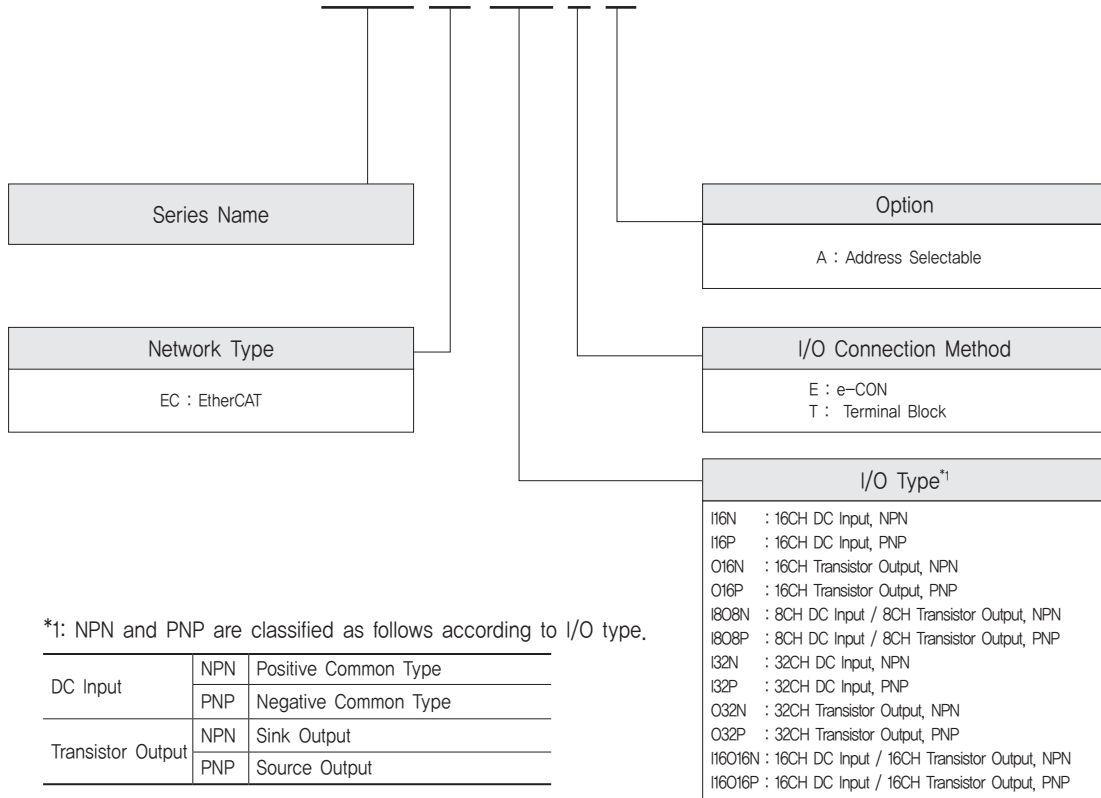 Series Name
Option
A : Address Selectable
Network Type
EC : EtherCAT
I/O Connection Method
E : e-CON
T : Terminal Block
I/O Type*1
I16N : 16CH DC Input, NPN
I16P : 16CH DC Input, PNP
O16N : 16CH Transistor Output, NPN
O16P : 16CH Transistor Output, PNP
I8O8N : 8CH DC Input / 8CH Transistor Output, NPN
I8O8P : 8CH DC Input / 8CH Transistor Output, PNP
I32N : 32CH DC Input, NPN
I32P : 32CH DC Input, PNP
O32N : 32CH Transistor Output, NPN
O32P : 32CH Transistor Output, PNP
I16O16N : 16CH DC Input / 16CH Transistor Output, NPN
I16O16P : 16CH DC Input / 16CH Transistor Output, PNP
*1: NPN and PNP are classified as follows according to I/O type.
DC Input NPN Positive Common Type
PNP Negative Common Type
Transistor Output NPN Sink Output
PNP Source Output